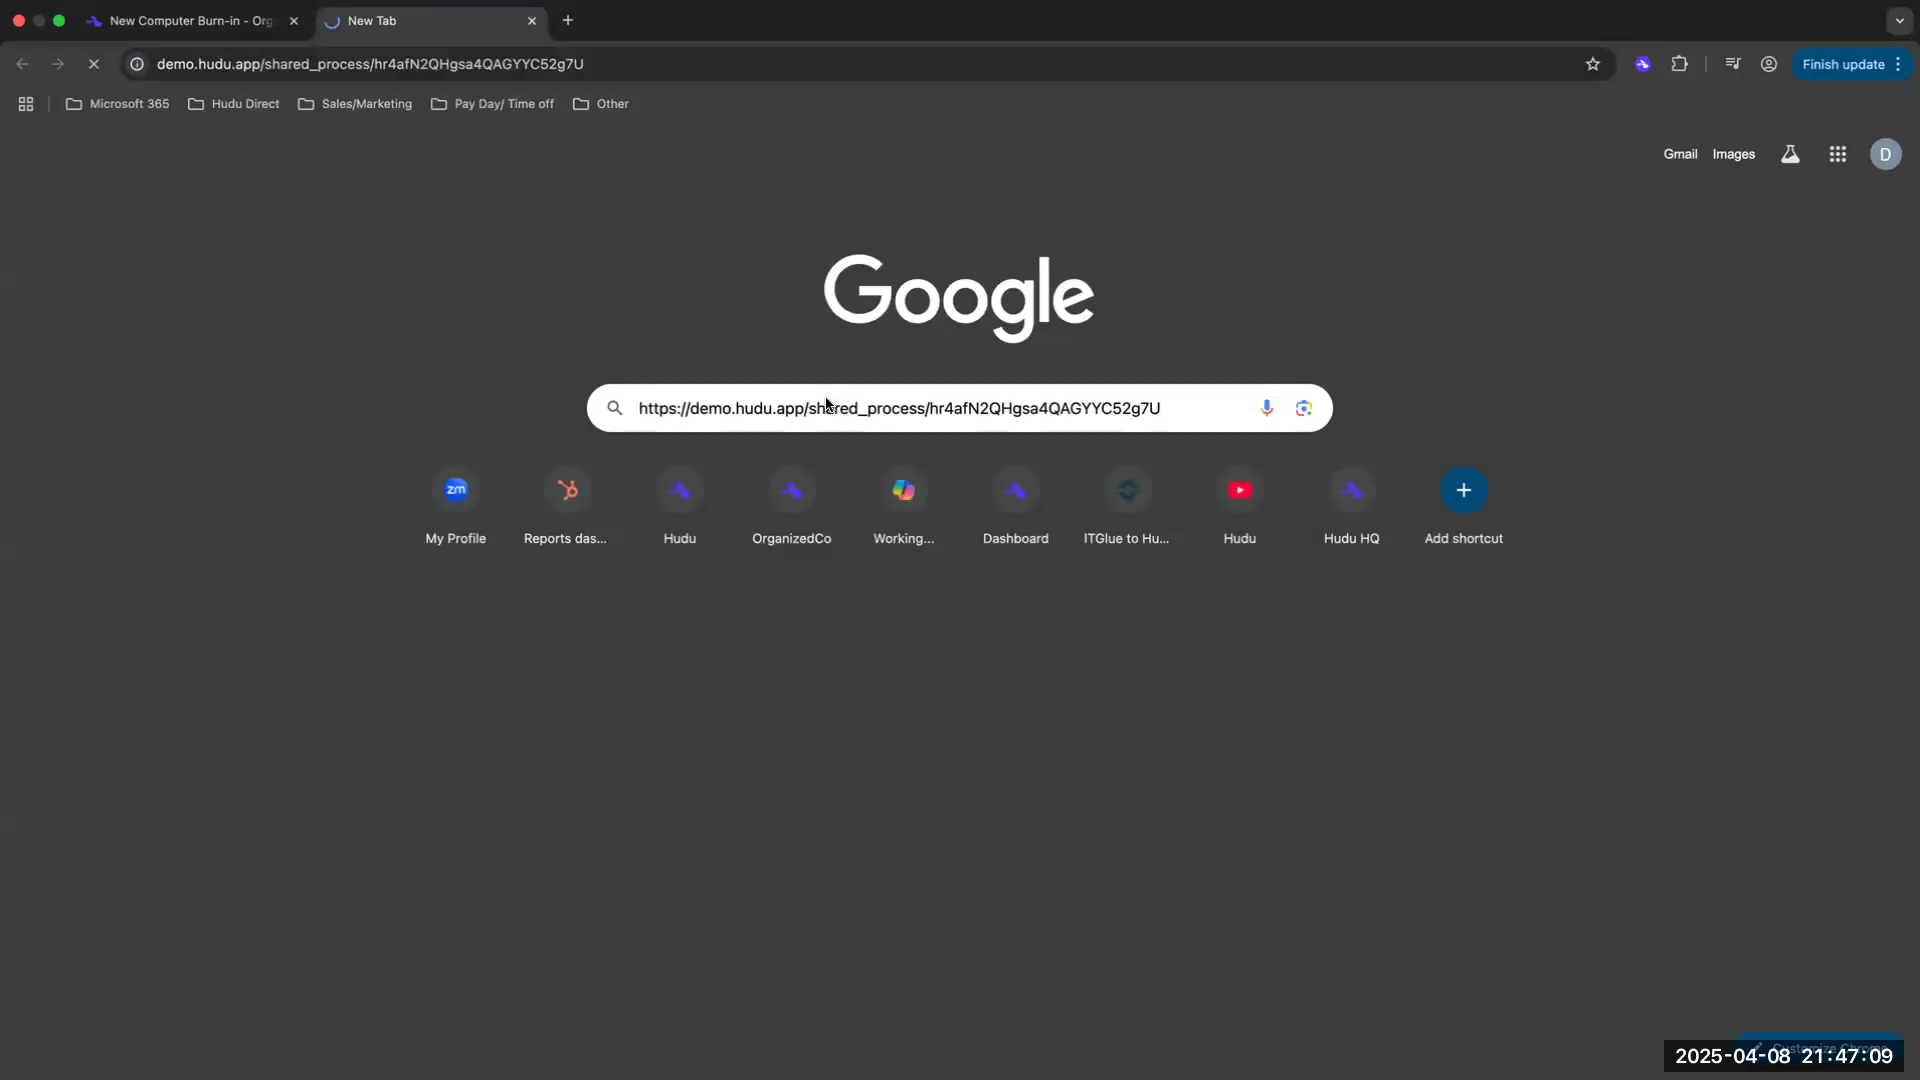 New Computer Burn-in - Org
New Tab
demo.hudu.app/shared_process/hr4afN2QHgsa4QAGYYC52g7U
Finish update
Microsoft 365
Hudu Direct
Sales/Marketing
Pay Day/ Time off
Other
Gmail
Images
D
Google
https://demo.hudu.app/shared_process/hr4afN2QHgsa4QAGYYC52g7U
zm
My Profile
Reports das...
Hudu
OrganizedCo
Working...
Dashboard
ITGlue to Hu...
Hudu
Hudu HQ
Add shortcut
Customize Chrome
2025-04-08 21:47:09